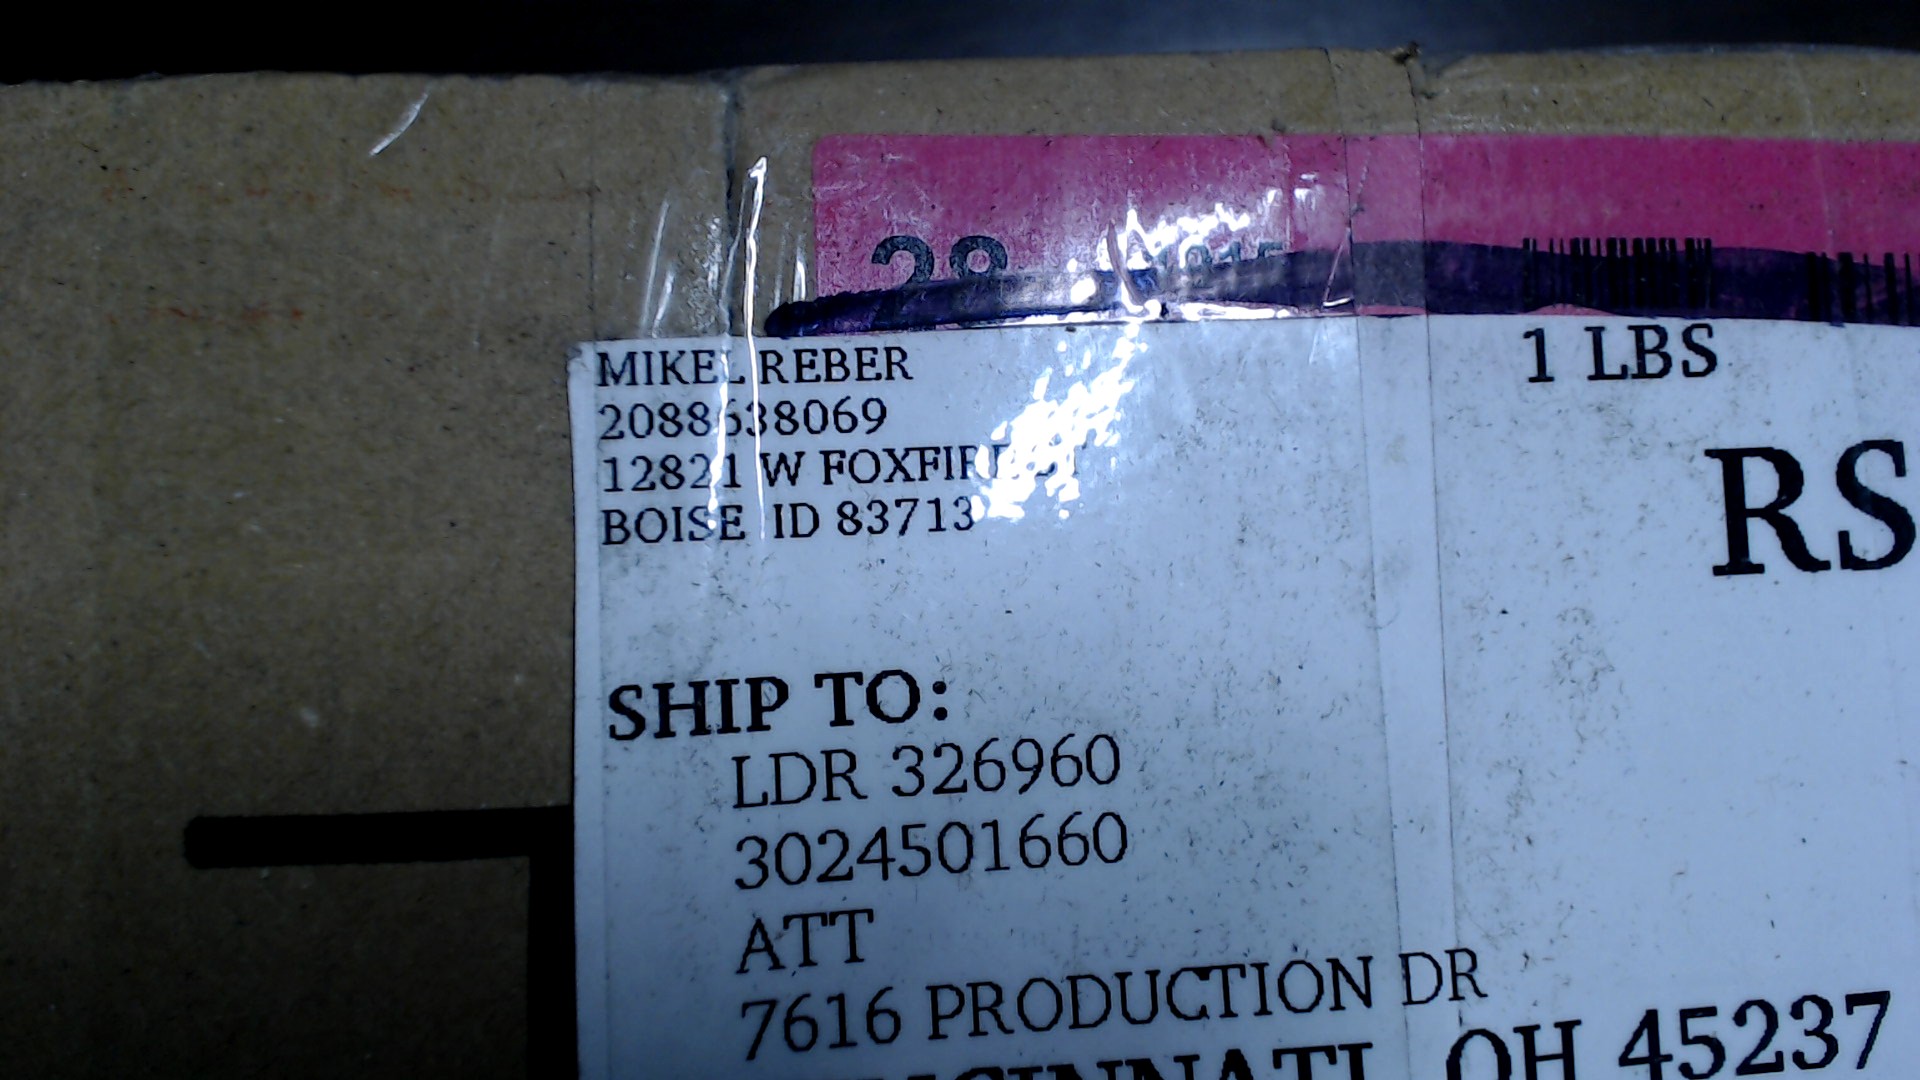 28
MIKEL REBER
2088638069
12821 W FOXFIRE
BOISE ID 83713
1 LBS
RS
SHIP TO:
LDR 326960
3024501660
ATT
7616 PRODUCTION DR
OH 45237